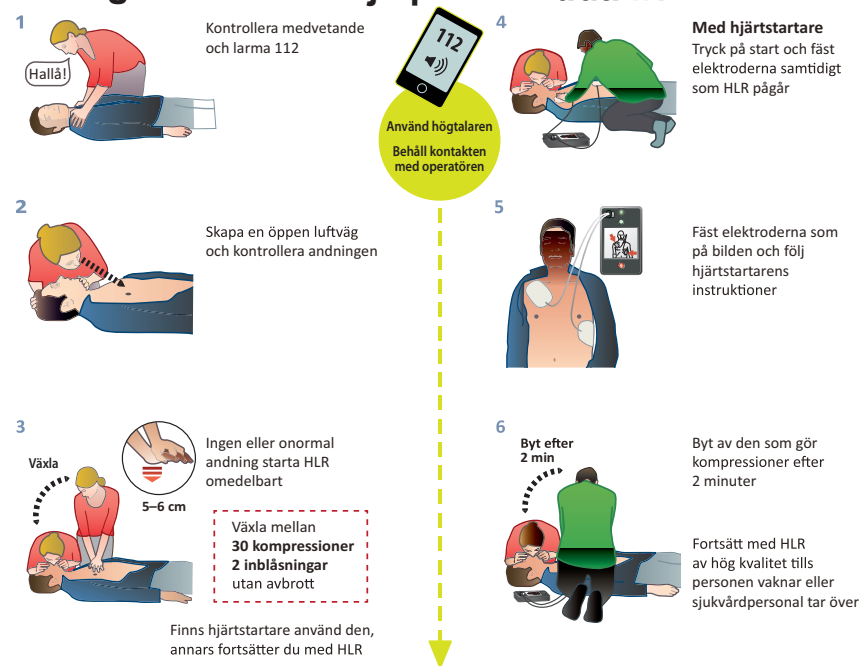 1
Kontrollera medvetande
och larma 112
Hallå!
2
Skapa en öppen luftväg
och kontrollera andningen
3
Växla
5–6 cm
Ingen eller onormal
andning starta HLR
omedelbart
Växla mellan
30 kompressioner
2 inblåsningar
utan avbrott
Finns hjärtstartare använd den,
annars fortsätter du med HLR
112
Använd högtalaren
Behåll kontakten
med operatören
4
Med hjärtstartare
Tryck på start och fäst
elektroderna samtidigt
som HLR pågår
5
Fäst elektroderna som
på bilden och följ
hjärtstartarens
instruktioner
6
Byt efter
2 min
Byt av den som gör
kompressioner efter
2 minuter
Fortsätt med HLR
av hög kvalitet tills
personen vaknar eller
sjukvårdpersonal tar över